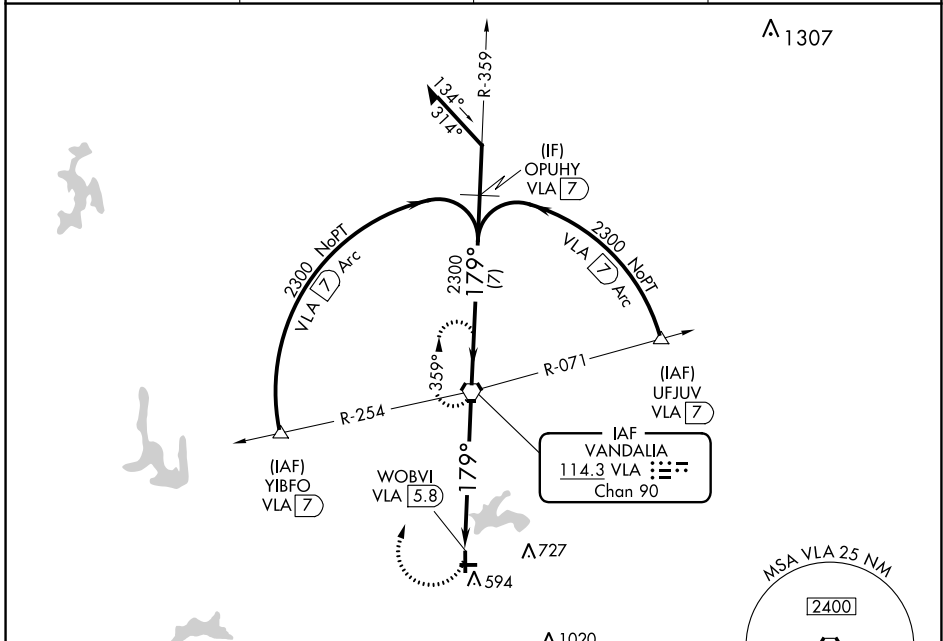 1307
R-359
134°
314°
(IF)
OPUHY
VLA 7
2300 NoPT
VLA 7 Arc
2300 NoPT
VLA 7 Arc
2300
179°
(7)
359°
R-071
R-254
(IAF)
UFJUV
VLA 7
IAF
VANDALIA
114.3 VLA
Chan 90
(IAF)
YIBFO
VLA 7
179°
WOBVI
VLA 5.8
727
594
MSA VLA 25 NM
2400
1020